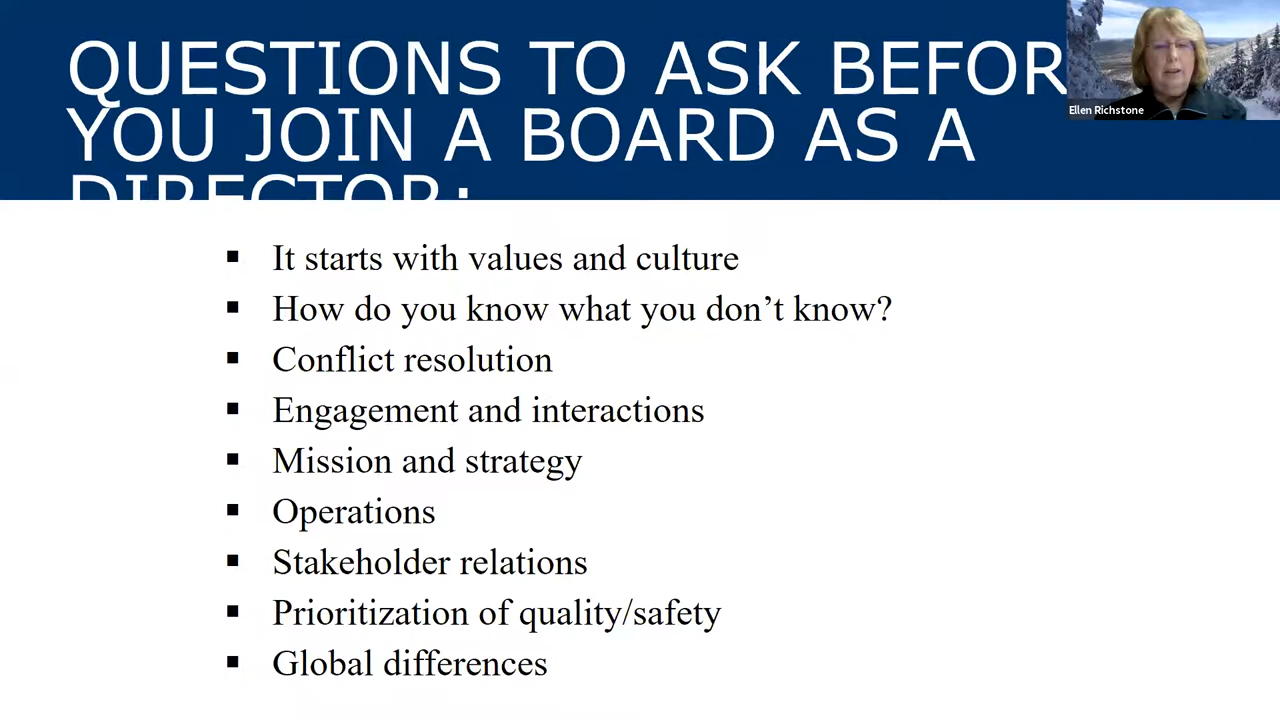 QUESTIONS TO ASK BEFOR
YOU JOIN A BOARD AS A
DIRECTOR:
Ellen Richstone
▪ It starts with values and culture
▪ How do you know what you don’t know?
▪ Conflict resolution
▪ Engagement and interactions
▪ Mission and strategy
▪ Operations
▪ Stakeholder relations
▪ Prioritization of quality/safety
▪ Global differences